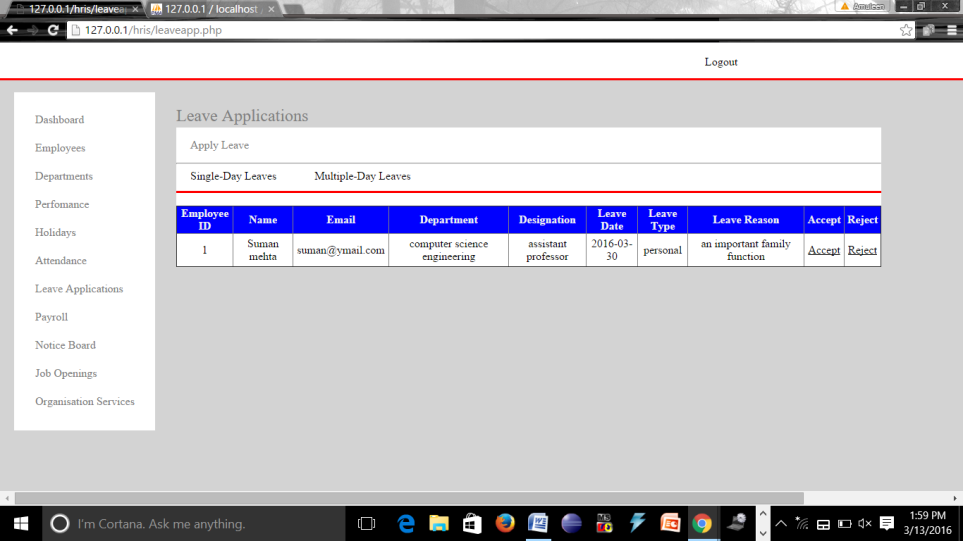 127.0.0.1/hris/leavea
127.0.0.1 / localhost /
Amuleen
127.0.0.1/hris/leaveapp.php
Logout
Dashboard
Employees
Departments
Perfomance
Holidays
Attendance
Leave Applications
Payroll
Notice Board
Job Openings
Organisation Services
Leave Applications
Apply Leave
Single-Day Leaves Multiple-Day Leaves
Employee ID Name Email Department Designation Leave Date Leave Type Leave Reason Accept Reject
1 Suman mehta suman@ymail.com computer science engineering assistant professor 2016-03-30 personal an important family function Accept Reject
I'm Cortana. Ask me anything.
1:59 PM
3/13/2016